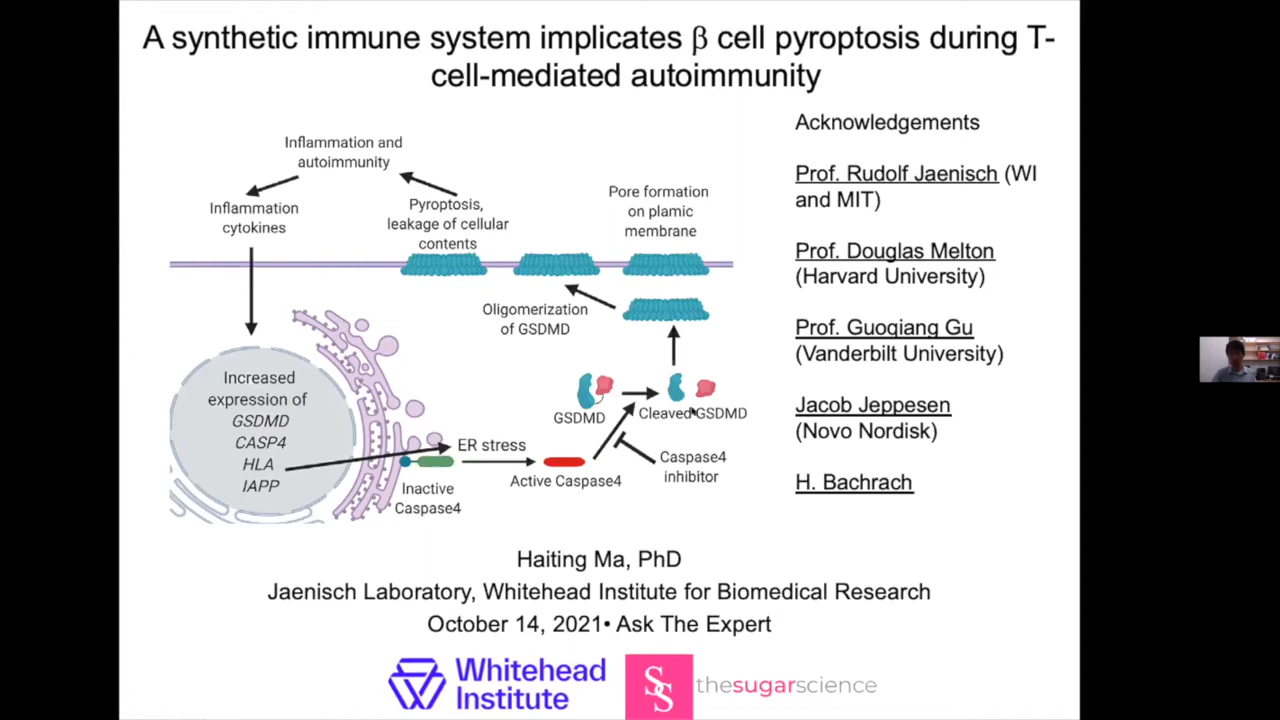 A synthetic immune system implicates β cell pyroptosis during T-
cell-mediated autoimmunity
Inflammation and
autoimmunity
Inflammation
cytokines
Pyroptosis,
leakage of cellular
contents
Pore formation
on plamic
membrane
Oligomerization
of GSDMD
Increased
expression of
GSDMD
CASP4
HLA
IAPP
ER stress
Inactive
Caspase4
Active Caspase4
GSDMD
Cleaved GSDMD
Caspase4
inhibitor
Acknowledgements
Prof. Rudolf Jaenisch (WI
and MIT)
Prof. Douglas Melton
(Harvard University)
Prof. Guoqiang Gu
(Vanderbilt University)
Jacob Jeppesen
(Novo Nordisk)
H. Bachrach
Haiting Ma, PhD
Jaenisch Laboratory, Whitehead Institute for Biomedical Research
October 14, 2021• Ask The Expert
Whitehead
Institute
SS
thesugarscience